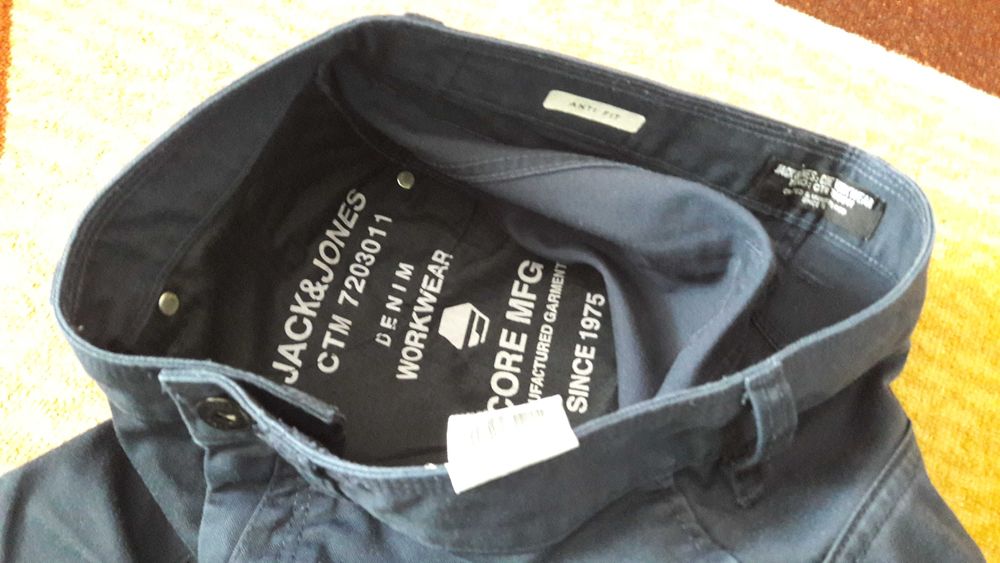 ANTI FIT
JACK&JONES
CTM 7203011
DENIM
WORKWEAR
CORE MFG
UFACTURED GARMENT
SINCE 1975